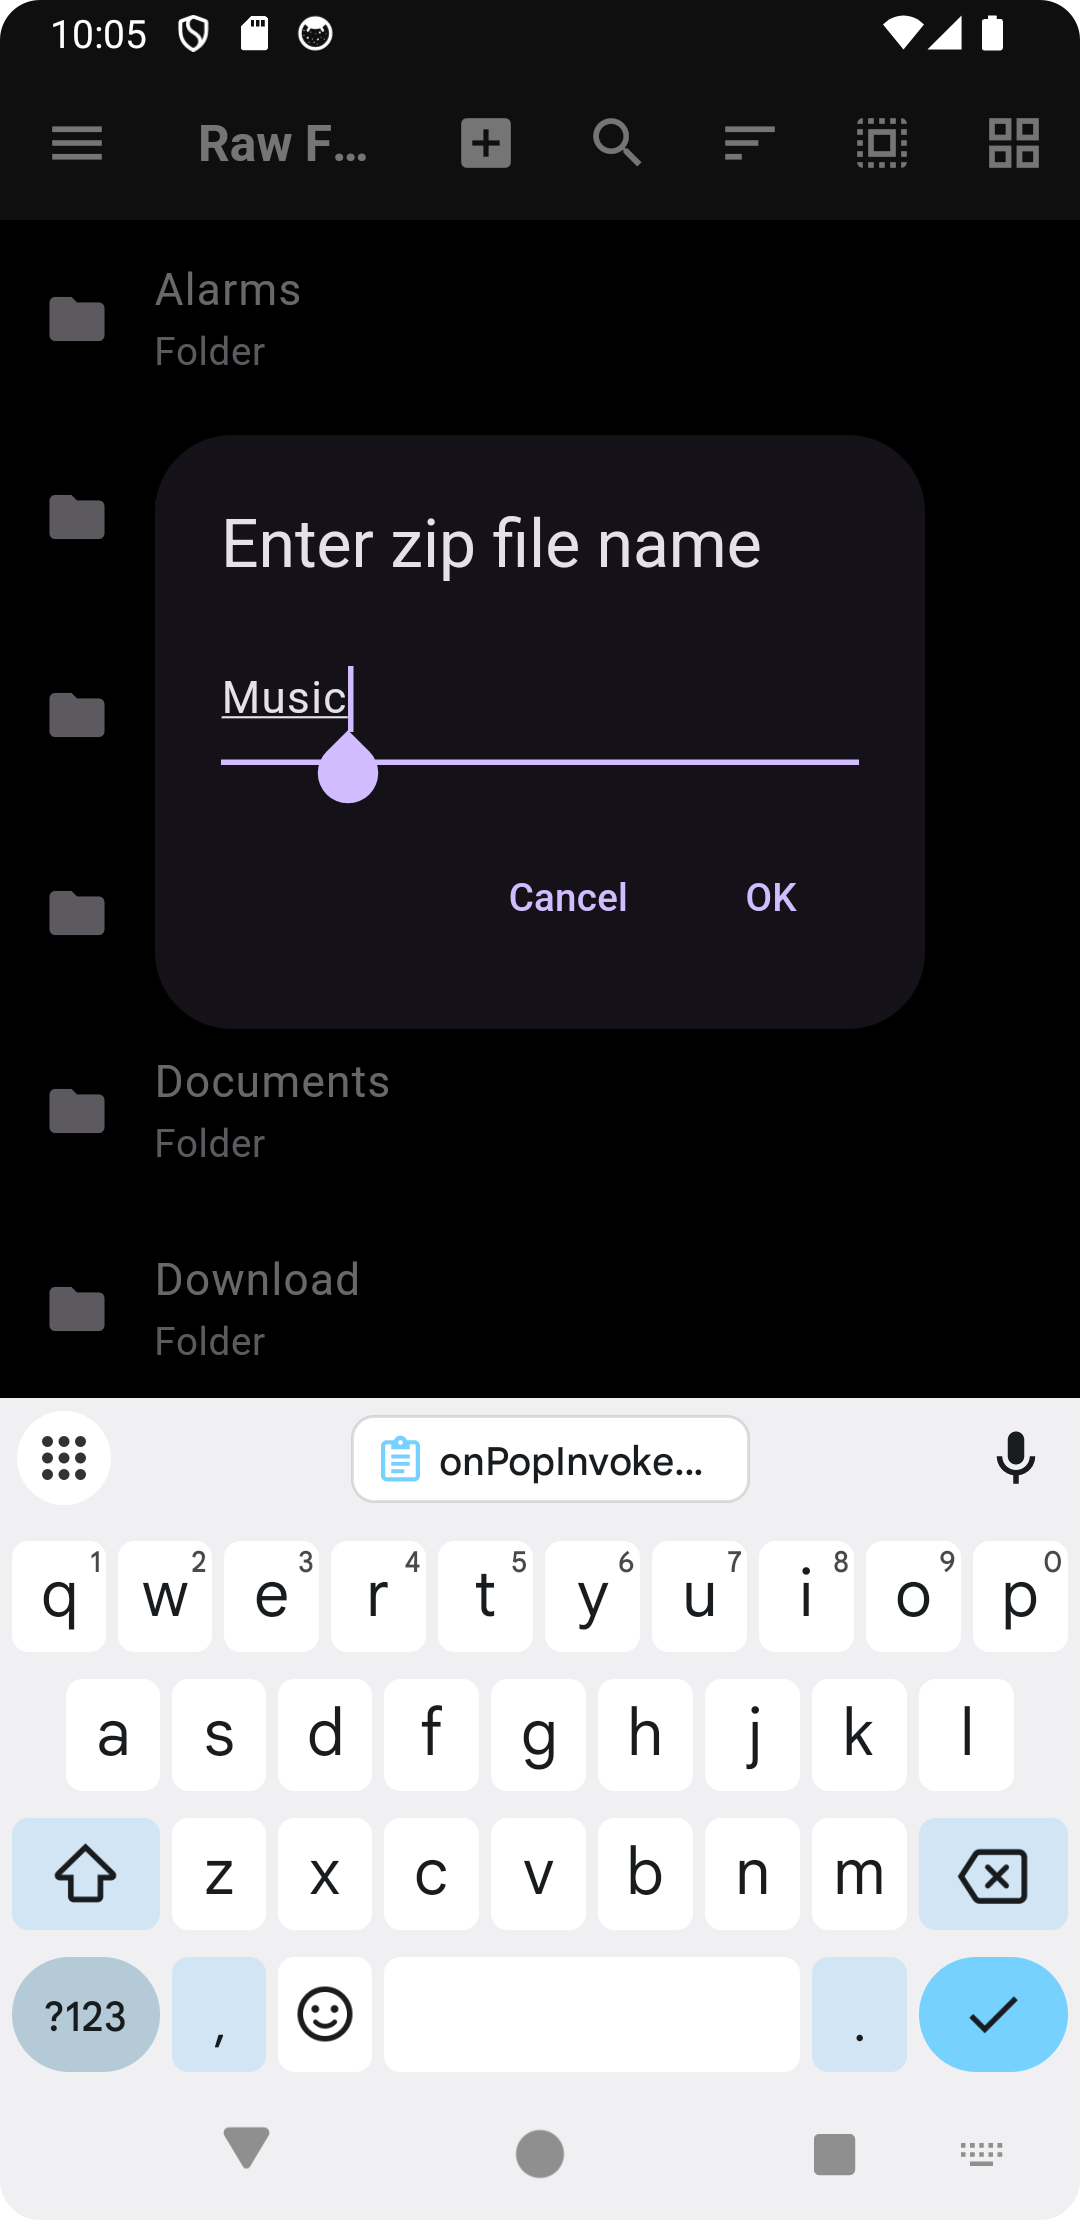 10:05
Raw F...
Alarms
Folder
Enter zip file name
Music
Cancel OK
Documents
Folder
Download
Folder
onPopInvoke...
q 1 w 2 e 3 r 4 t 5 y 6 u 7 i 8 o 9 p 0
a s d f g h j k l
z x c v b n m
?123 , .